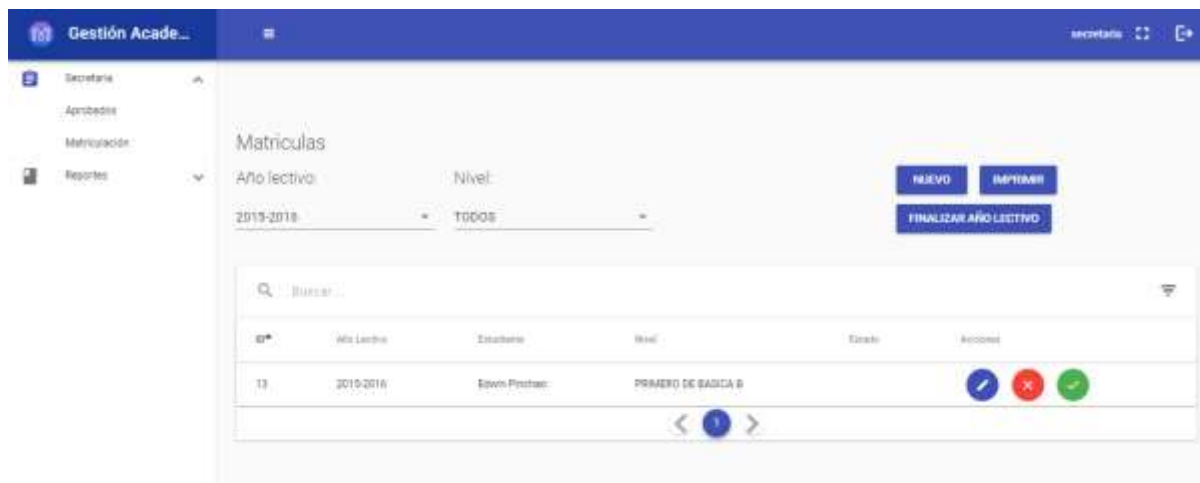 Gestión Acade...
secretaria
Secretaria
Aprobados
Matriculación
Reportes
Matriculas
Año lectivo:
Nivel:
NUEVO
IMPRIMIR
2015-2016
TODOS
FINALIZAR AÑO LECTIVO
Buscar...
ID
Año Lectivo
Estudiante
Nivel
Estado
Acciones
13
2015-2016
Edwin
PRIMERO DE BASICA B
1